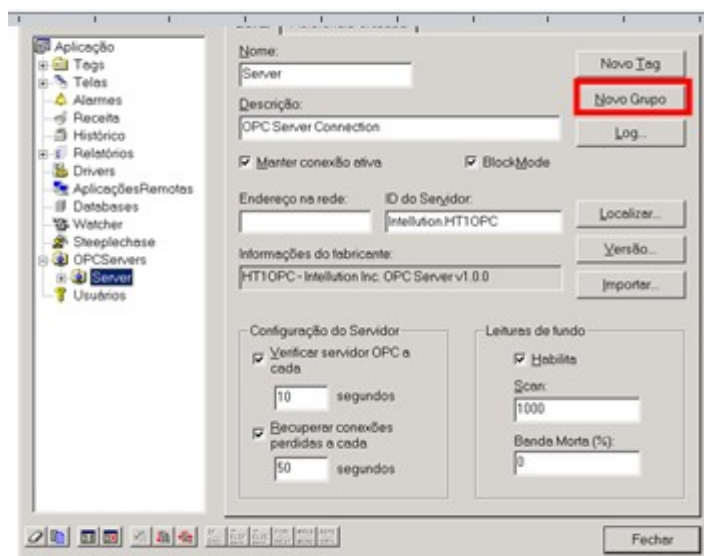 Aplicação
Tags
Telas
Alarmes
Receita
Histórico
Relatórios
Drivers
AplicaçõesRemotas
Databases
Watcher
Steeplechase
OPCServers
Server
Usuários
Nome:
Server
Novo Tag
Descrição:
Novo Grupo
OPC Server Connection
Log...
Manter conexão ativa
BlockMode
Endereço na rede:
ID do Servidor:
Intellution.HT1OPC
Localizar...
Informações do fabricante:
Versão...
HT1OPC - Intellution Inc. OPC Server v1.0.0
Importar...
Configuração do Servidor
Verificar servidor OPC a
cada
10 segundos
Recuperar conexões
perdidas a cada
50 segundos
Leituras de fundo
Habilita
Scan:
1000
Banda Morta (%):
0
Fechar